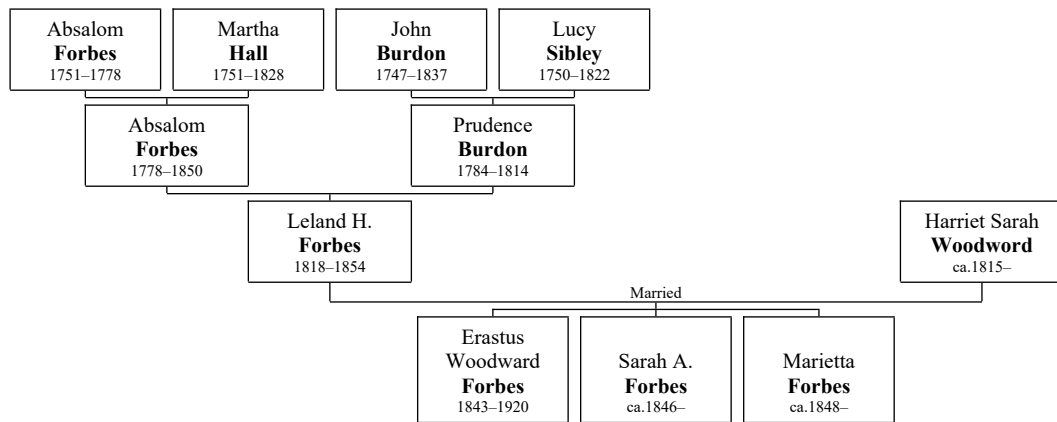 Absalom
Forbes
1751–1778
Martha
Hall
1751–1828
John
Burdon
1747–1837
Lucy
Sibley
1750–1822
Absalom
Forbes
1778–1850
Prudence
Burdon
1784–1814
Leland H.
Forbes
1818–1854
Harriet Sarah
Woodword
ca.1815–
Married
Erastus
Woodward
Forbes
1843–1920
Sarah A.
Forbes
ca.1846–
Marietta
Forbes
ca.1848–